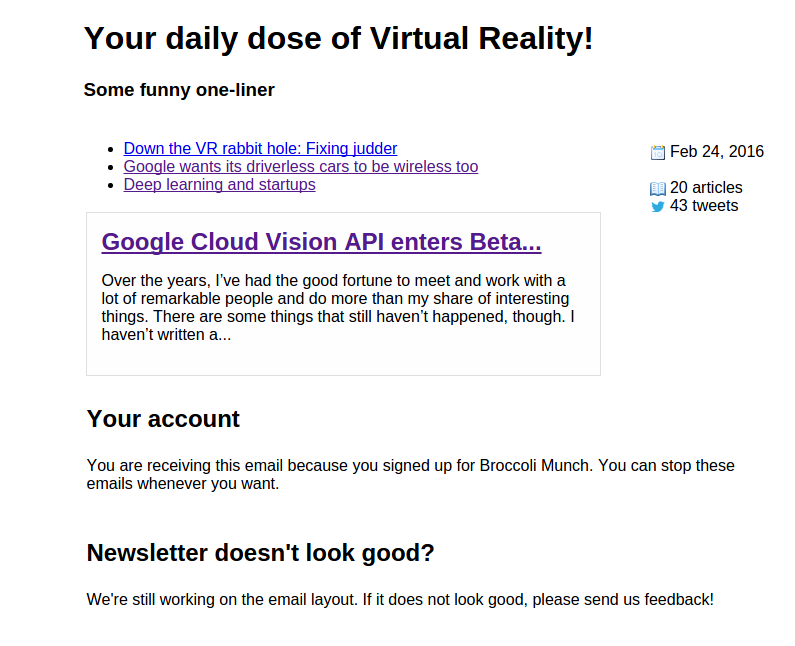 Your daily dose of Virtual Reality!
Some funny one-liner
Down the VR rabbit hole: Fixing judder
Google wants its driverless cars to be wireless too
Deep learning and startups
Feb 24, 2016
20 articles
43 tweets
Google Cloud Vision API enters Beta...
Over the years, I’ve had the good fortune to meet and work with a
lot of remarkable people and do more than my share of interesting
things. There are some things that still haven’t happened, though. I
haven’t written a...
Your account
You are receiving this email because you signed up for Broccoli Munch. You can stop these
emails whenever you want.
Newsletter doesn't look good?
We're still working on the email layout. If it does not look good, please send us feedback!